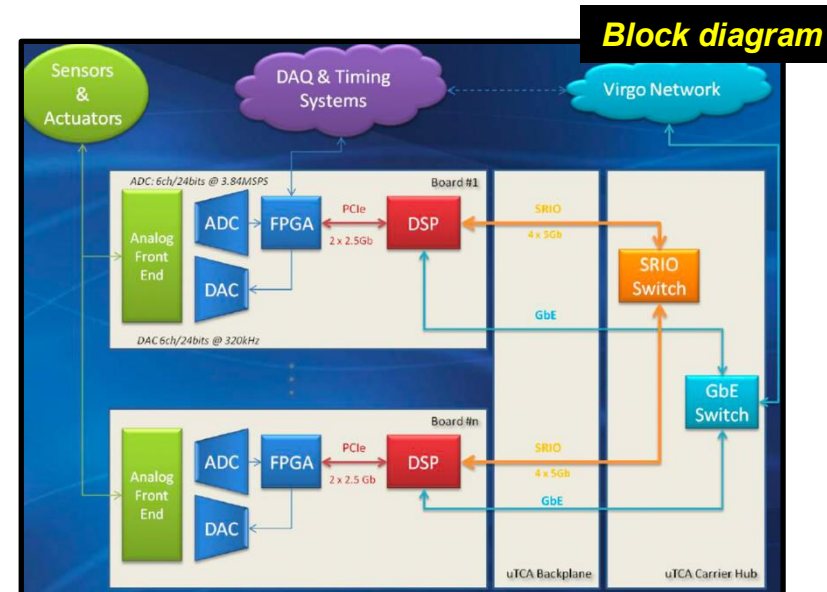 Block diagram
Sensors
&
Actuators
DAQ & Timing
Systems
Virgo Network
ADC: 6ch/24bits @ 3.84MSPS
Board #1
Analog
Front
End
ADC
FPGA
PCIe
2 x 2.5Gb
DSP
SRIO
4 x 5Gb
DAC
SRIO
Switch
GbE
DAC 6ch/24bits @ 320kHz
GbE
Switch
Board #n
Analog
Front
End
ADC
FPGA
PCIe
2 x 2.5 Gb
DSP
SRIO
4 x 5Gb
GbE
DAC
uTCA Backplane
uTCA Carrier Hub